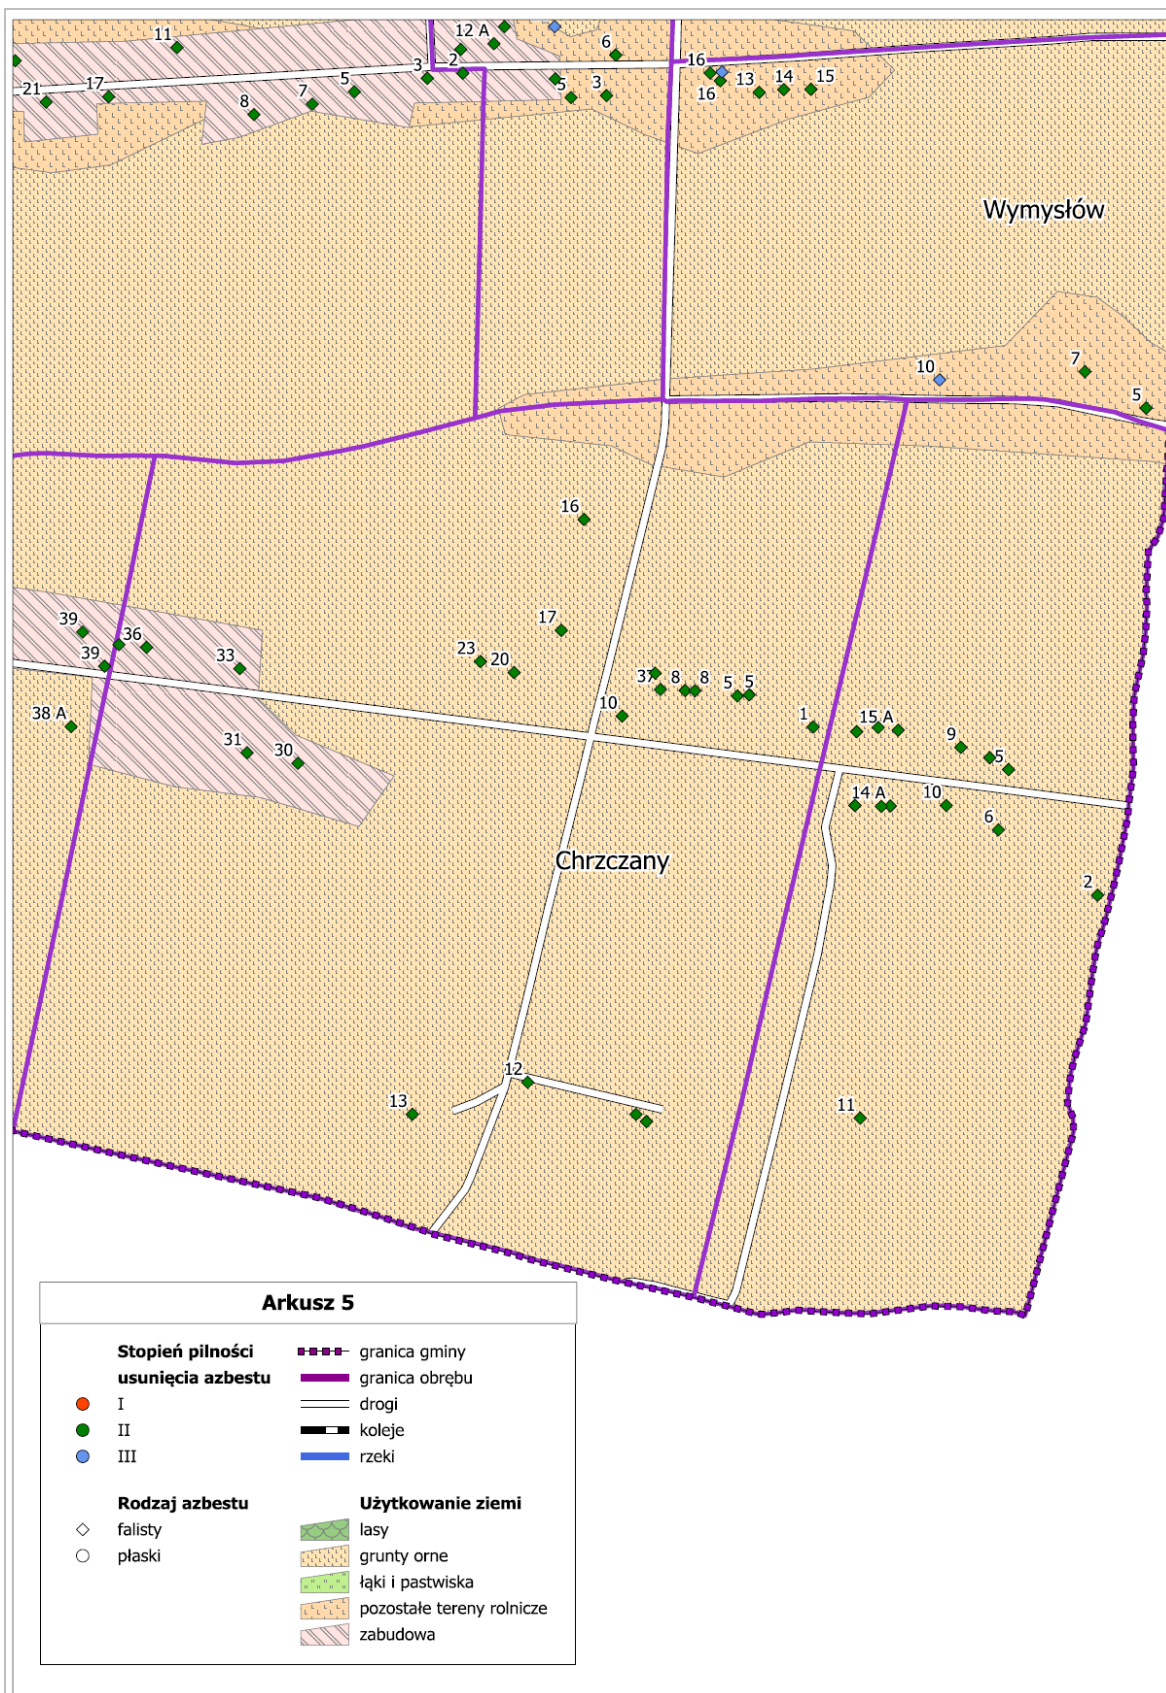 12 A
11
6
3
2
16
21
17
5
5
3
16
13
14
15
8
7
Wymysłów
10
7
5
16
39
36
17
39
33
23
20
37
8
8
5
5
10
38 A
1
15 A
9
31
30
5
14 A
10
6
Chrzczany
2
12
13
11
Arkusz 5
Stopień pilności
usunięcia azbestu
I
II
III
Rodzaj azbestu
falisty
płaski
granica gminy
granica obrębu
drogi
koleje
rzeki
Użytkowanie ziemi
lasy
grunty orne
łąki i pastwiska
pozostałe tereny rolnicze
zabudowa